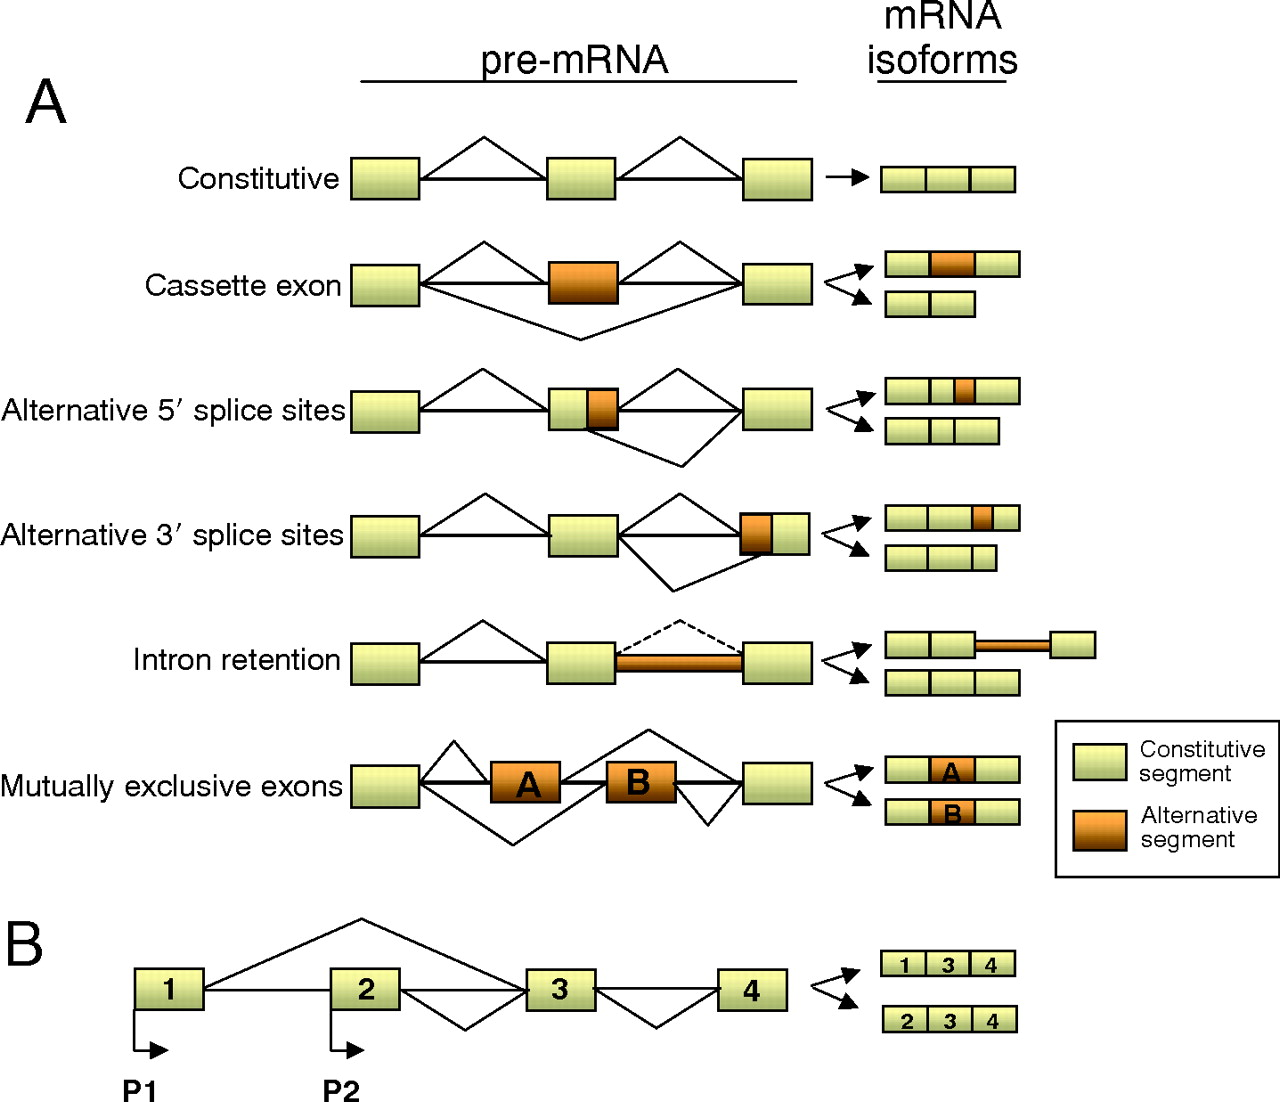 pre-mRNA
mRNA
isoforms
A
Constitutive
Cassette exon
Alternative 5′ splice sites
Alternative 3′ splice sites
Intron retention
Mutually exclusive exons
A
B
A
B
Constitutive
segment
Alternative
segment
B
1
2
3
4
1 3 4
2 3 4
P1
P2